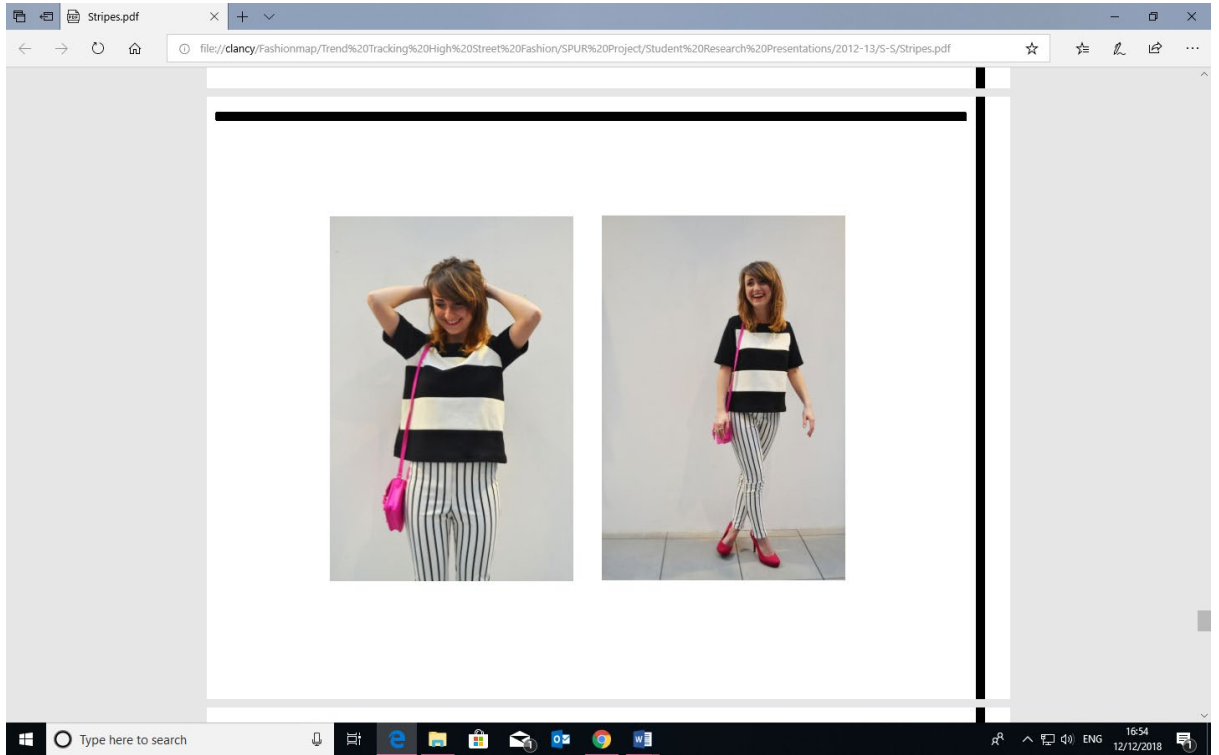 Stripes.pdf
file://clancy/Fashionmap/Trend%20Tracking%20High%20Street%20Fashion/SPUR%20Project/Student%20Research%20Presentations/2012-13/S-S/Stripes.pdf
Type here to search
ENG
16:54
12/12/2018